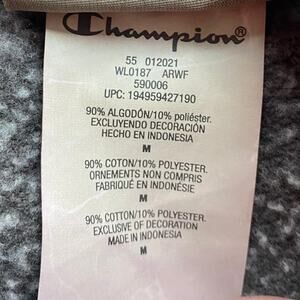 Champion®
55 012021
WL0187 ARWF
590006
UPC: 194959427190
90% ALGODÓN/10% poliéster.
EXCLUYENDO DECORACIÓN
HECHO EN INDONESIA
M
90% COTON/10% POLYESTER.
ORNEMENTS NON COMPRIS
FABRIQUÉ EN INDONÉSIE
M
90% COTTON/10% POLYESTER
EXCLUSIVE OF DECORATION
MADE IN INDONESIA
M